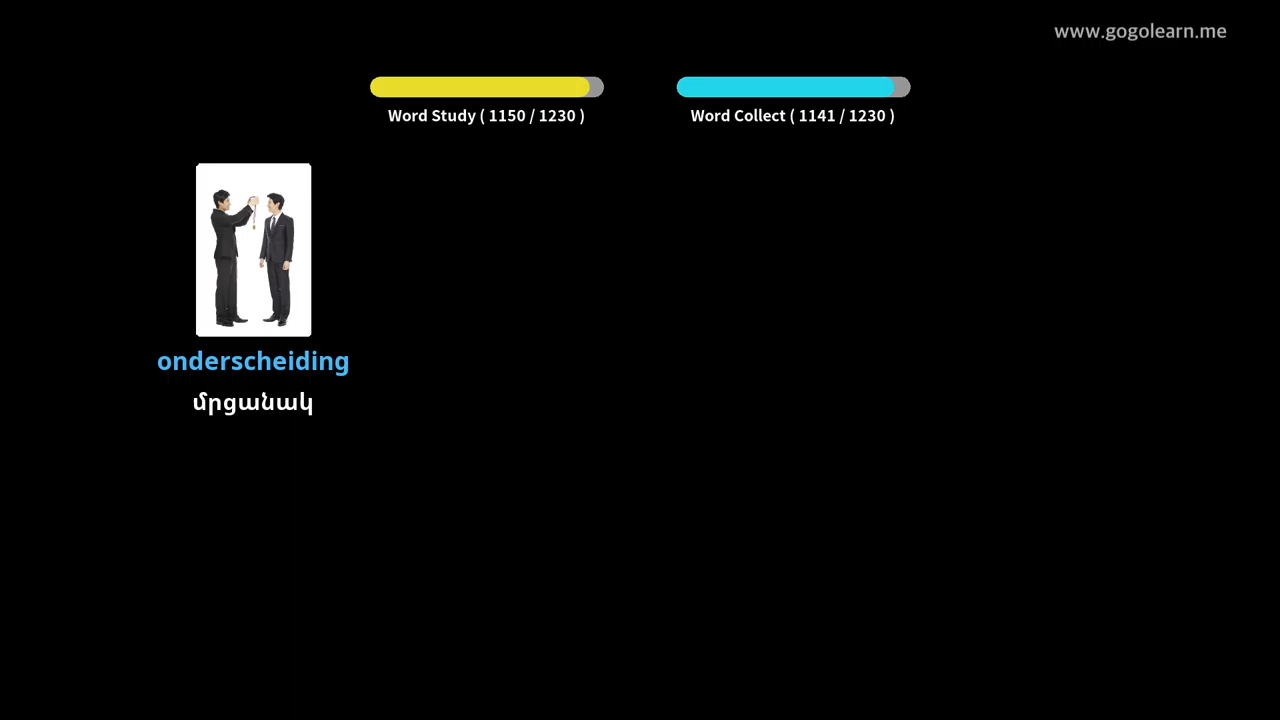 www.gogolearn.me
Word Study ( 1150 / 1230 )
Word Collect ( 1141 / 1230 )
onderscheiding
մրցանակ